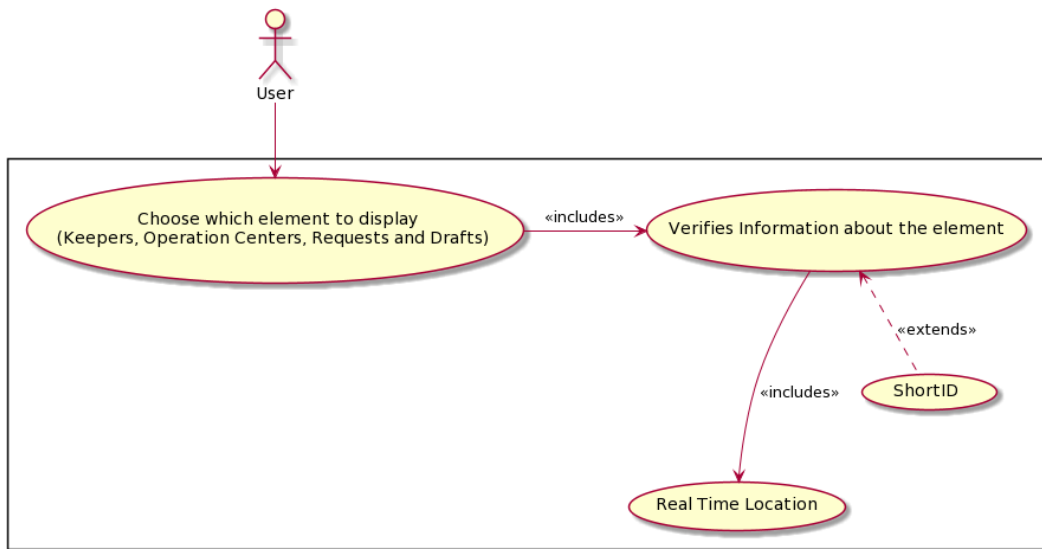 User
Choose which element to display
(Keepers, Operation Centers, Requests and Drafts)
«includes»
Verifies Information about the element
«extends»
ShortID
«includes»
Real Time Location